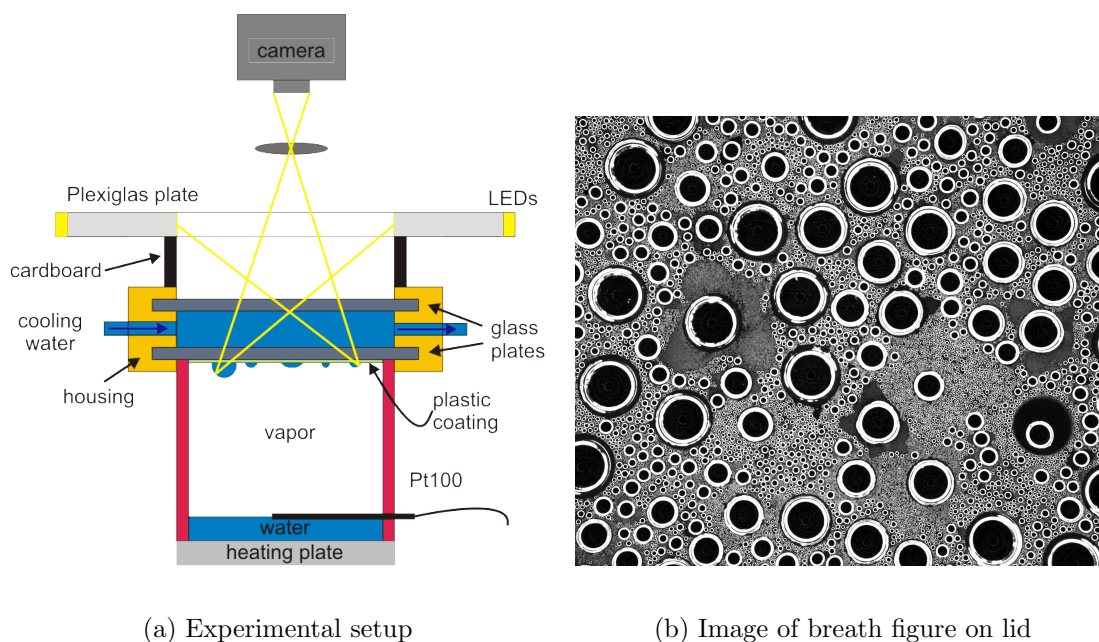 camera
Plexiglas plate
LEDs
cardboard
cooling
water
glass
plates
housing
plastic
coating
vapor
Pt100
water
heating plate
(a) Experimental setup
(b) Image of breath figure on lid